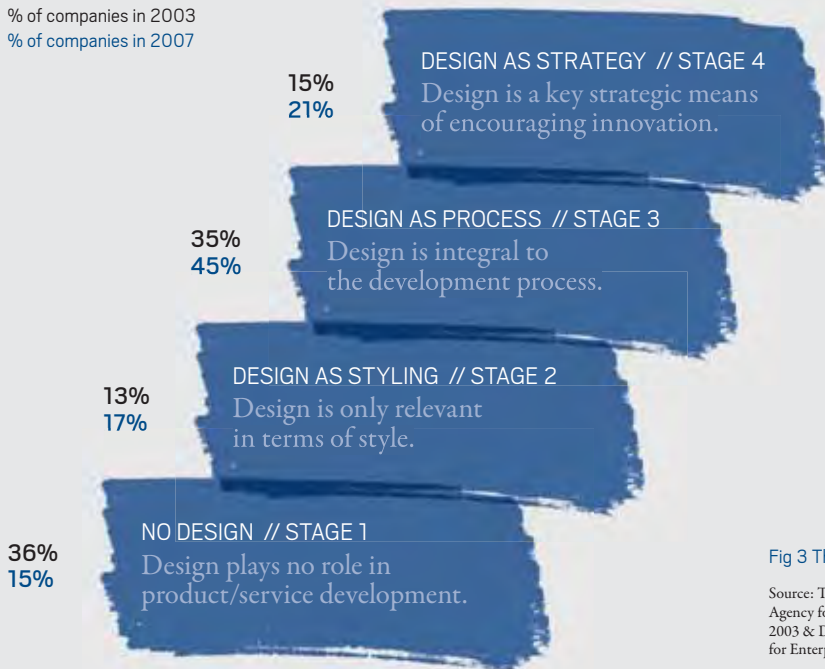 % of companies in 2003
% of companies in 2007
15%
21%
DESIGN AS STRATEGY // STAGE 4
Design is a key strategic means
of encouraging innovation.
35%
45%
DESIGN AS PROCESS // STAGE 3
Design is integral to
the development process.
13%
17%
DESIGN AS STYLING // STAGE 2
Design is only relevant
in terms of style.
36%
15%
NO DESIGN // STAGE 1
Design plays no role in
product/service development.
Fig 3
Source:
Agency
2003 &
for